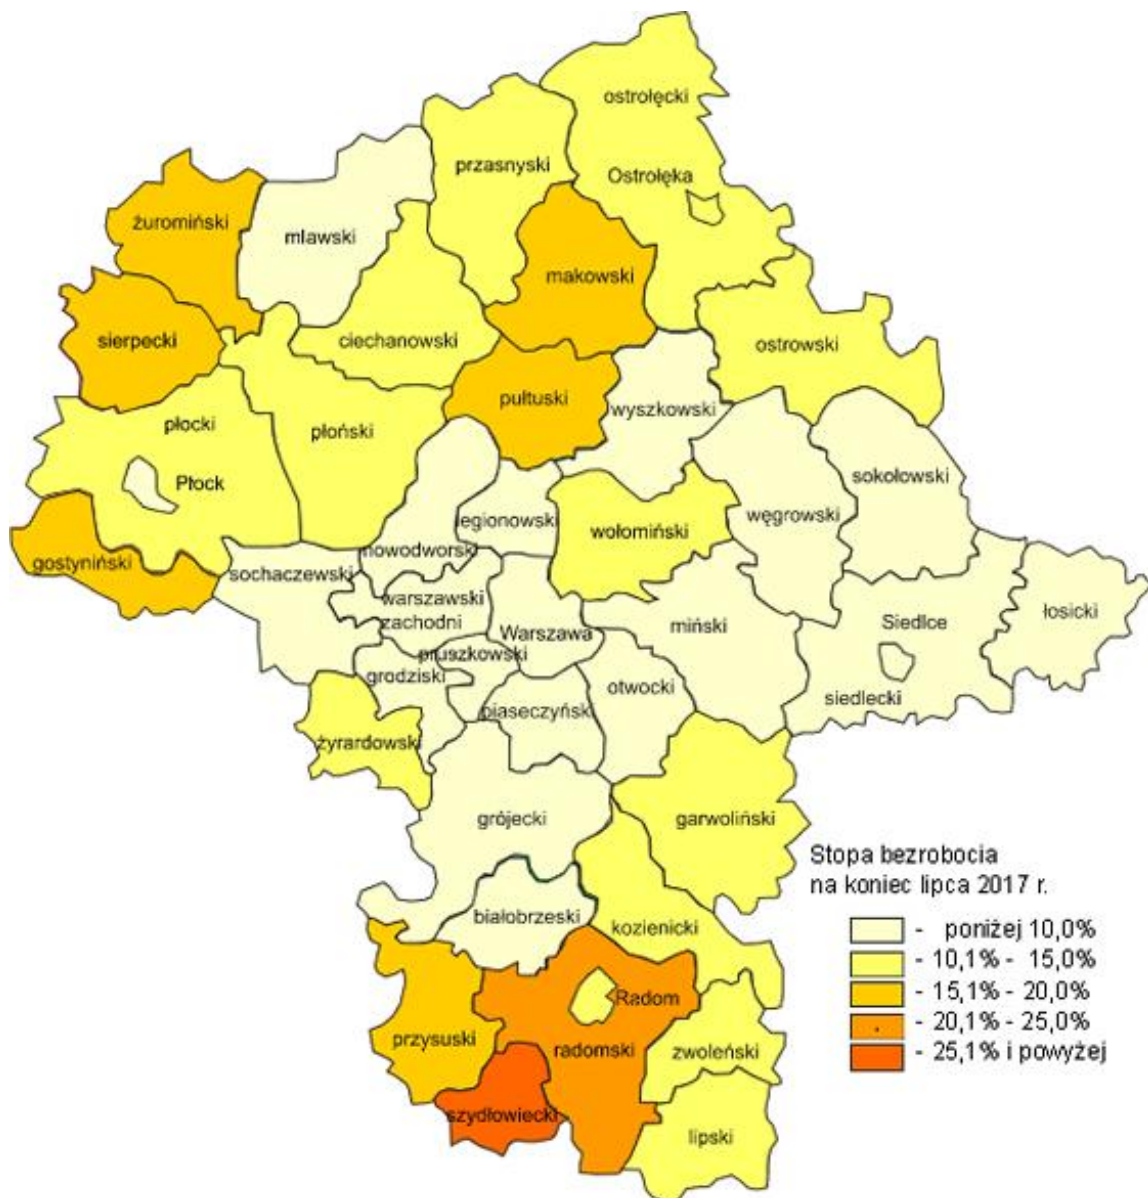 ostrołęcki
przasnyski
Ostrołęka
żuromiński
mlawski
makowski
sierpecki
ciechanowski
ostrowski
pułtuski
wyszkowski
płocki
płoński
sokołowski
Płock
węgrowski
legionowski
wołomiński
nowodworski
gostyniński
sochaczewski
warszawski
zachodni
Warszawa
miński
Siedlce
łosicki
pruszkowski
grodziski
otwocki
siedlecki
piaseczyński
żyrardowski
grójecki
garwoliński
Stopa bezrobocia
na koniec lipca 2017 r.
białobrzeski
kozienicki
- poniżej 10,0%
- 10,1% - 15,0%
- 15,1% - 20,0%
- 20,1% - 25,0%
- 25,1% i powyżej
Radom
przysuski
radomski
zwoleński
szydłowiecki
lipski